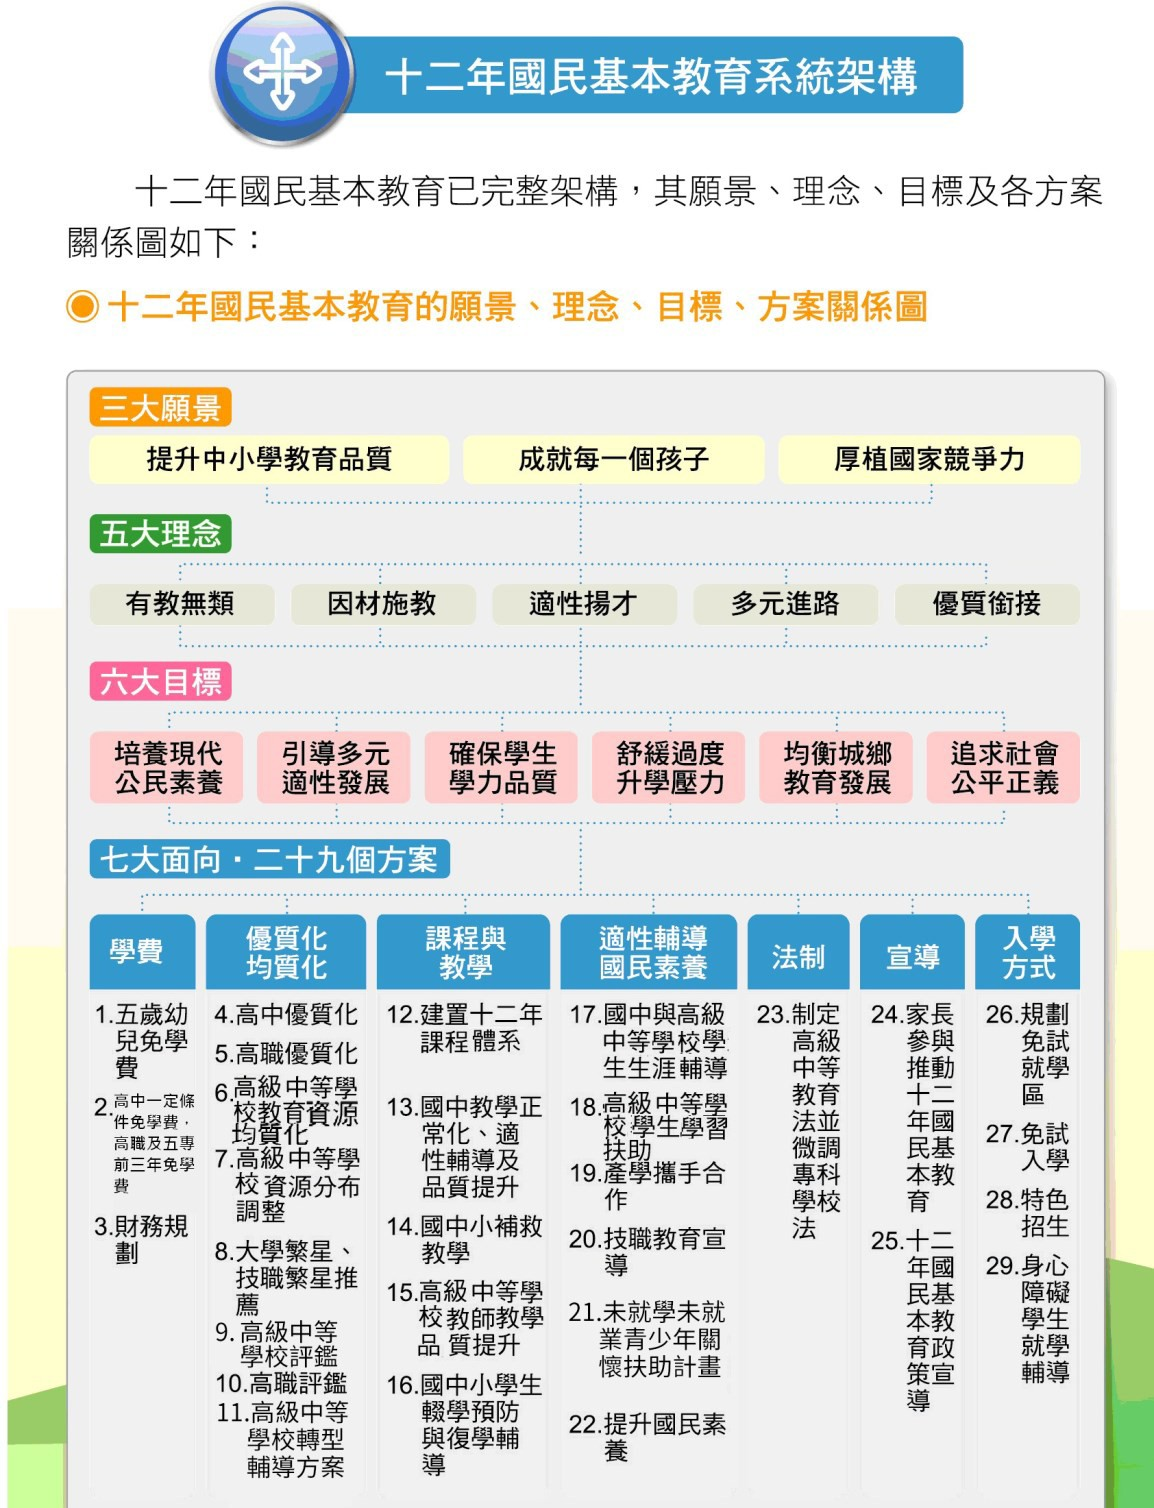 十二年國民基本教育系統架構
十二年國民基本教育已完整架構，其願景、理念、目標及各方案
關係圖如下：
十二年國民基本教育的願景、理念、目標、方案關係圖
三大願景
提升中小學教育品質
成就每一個孩子
厚植國家競爭力
五大理念
有教無類
因材施教
適性揚才
多元進路
優質銜接
六大目標
培養現代
公民素養
引導多元
適性發展
確保學生
學力品質
舒緩過度
升學壓力
均衡城鄉
教育發展
追求社會
公平正義
七大面向．二十九個方案
學費
1.五歲幼
兒免學
費
2.高中一定條
件免學費，
高職及五專
前三年免學
費
3.財務規
劃
優質化
均質化
4.高中優質化
5.高職優質化
6.高級中等學
校教育資源
均質化
7.高級中等學
校資源分布
調整
8.大學繁星、
技職繁星推
薦
9.高級中等
學校評鑑
10.高職評鑑
11.高級中等
學校轉型
輔導方案
課程與
教學
12.建置十二年
課程體系
13.國中教學正
常化、適
性輔導及
品質提升
14.國中小補救
教學
15.高級中等學
校教師教學
品質提升
16.國中小學生
輟學預防
與復學輔
導
適性輔導
國民素養
17.國中與高級
中等學校學
生生涯輔導
18.高級中等學
校學生學習
扶助
19.產學攜手合
作
20.技職教育宣
導
21.未就學未就
業青少年關
懷扶助計畫
22.提升國民素
養
法制
23.制定
高級
中等
教育
法並
微調
專科
學校
法
宣導
24.家長
參與
推動
十二
年國
民基
本教
育
25.十二
年國
民基
本教
育政
策宣
導
入學
方式
26.規劃
免試
就學
區
27.免試
入學
28.特色
招生
29.身心
障礙
學生
就學
輔導